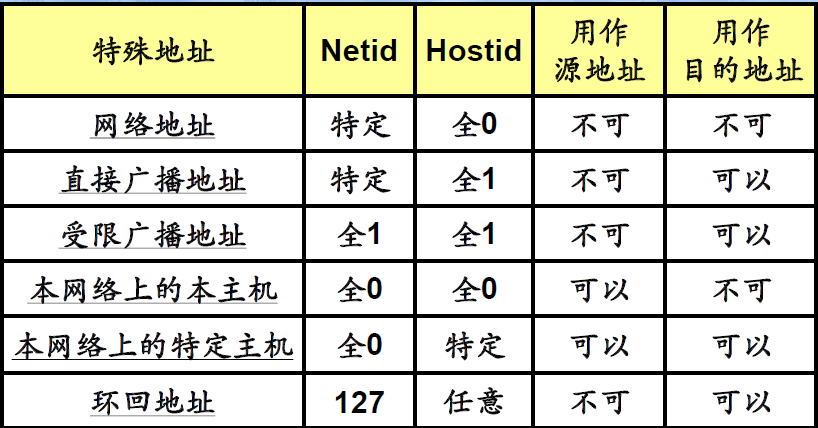 特殊地址 Netid Hostid 用作 用作
源地址 目的地址
网络地址 特定 全0 不可 不可
直接广播地址 特定 全1 不可 可以
受限广播地址 全1 全1 不可 可以
本网络上的本主机 全0 全0 可以 不可
本网络上的特定主机 全0 特定 可以 可以
环回地址 127 任意 不可 可以